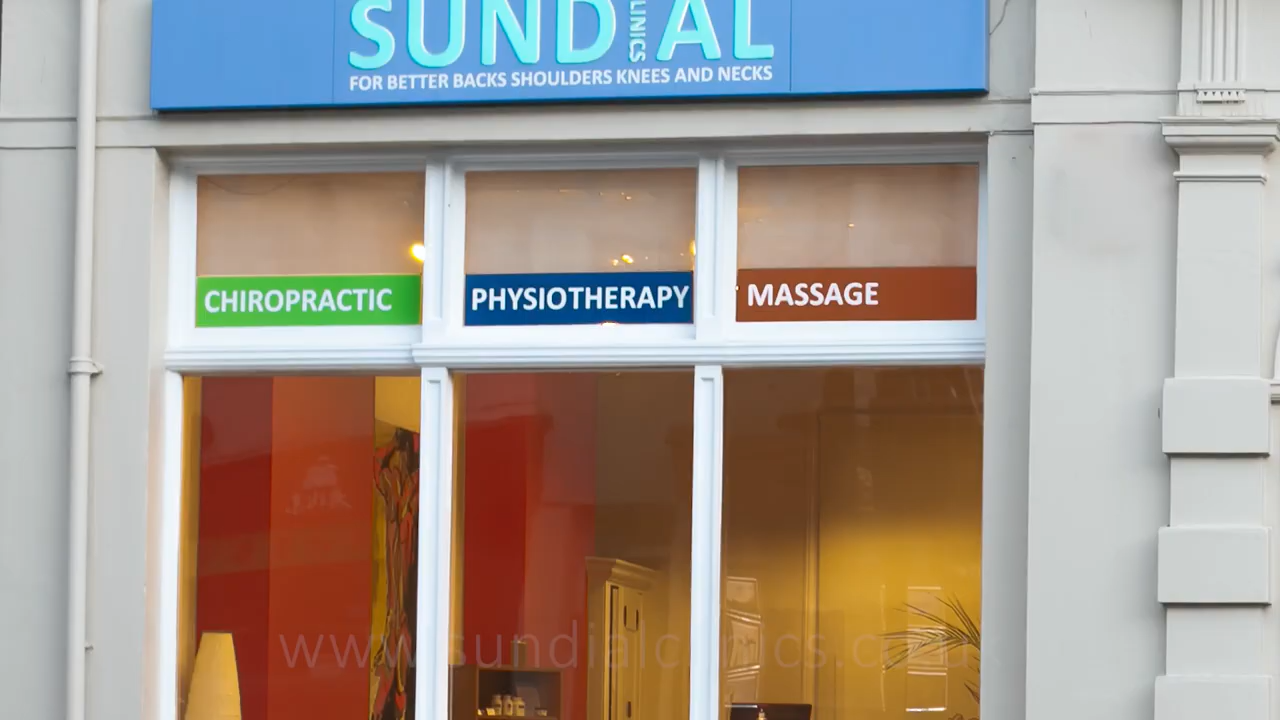 SUNDIAL
CLINICS
FOR BETTER BACKS SHOULDERS KNEES AND NECKS
CHIROPRACTIC
PHYSIOTHERAPY
MASSAGE
www.sundialclinics.co.uk